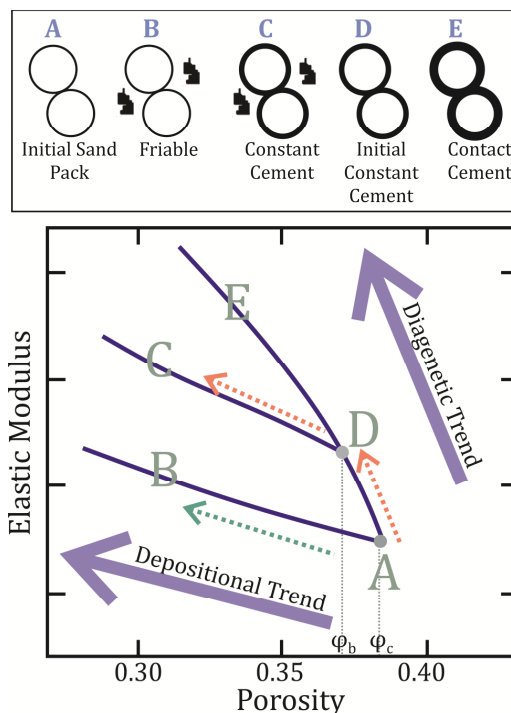 A B C D E
Initial Sand Pack
Friable
Constant Cement
Initial Constant Cement
Contact Cement
E
Diagenetic Trend
C
D
B
Elastic Modulus
A
Depositional Trend
φb φc
0.30 0.35 0.40
Porosity